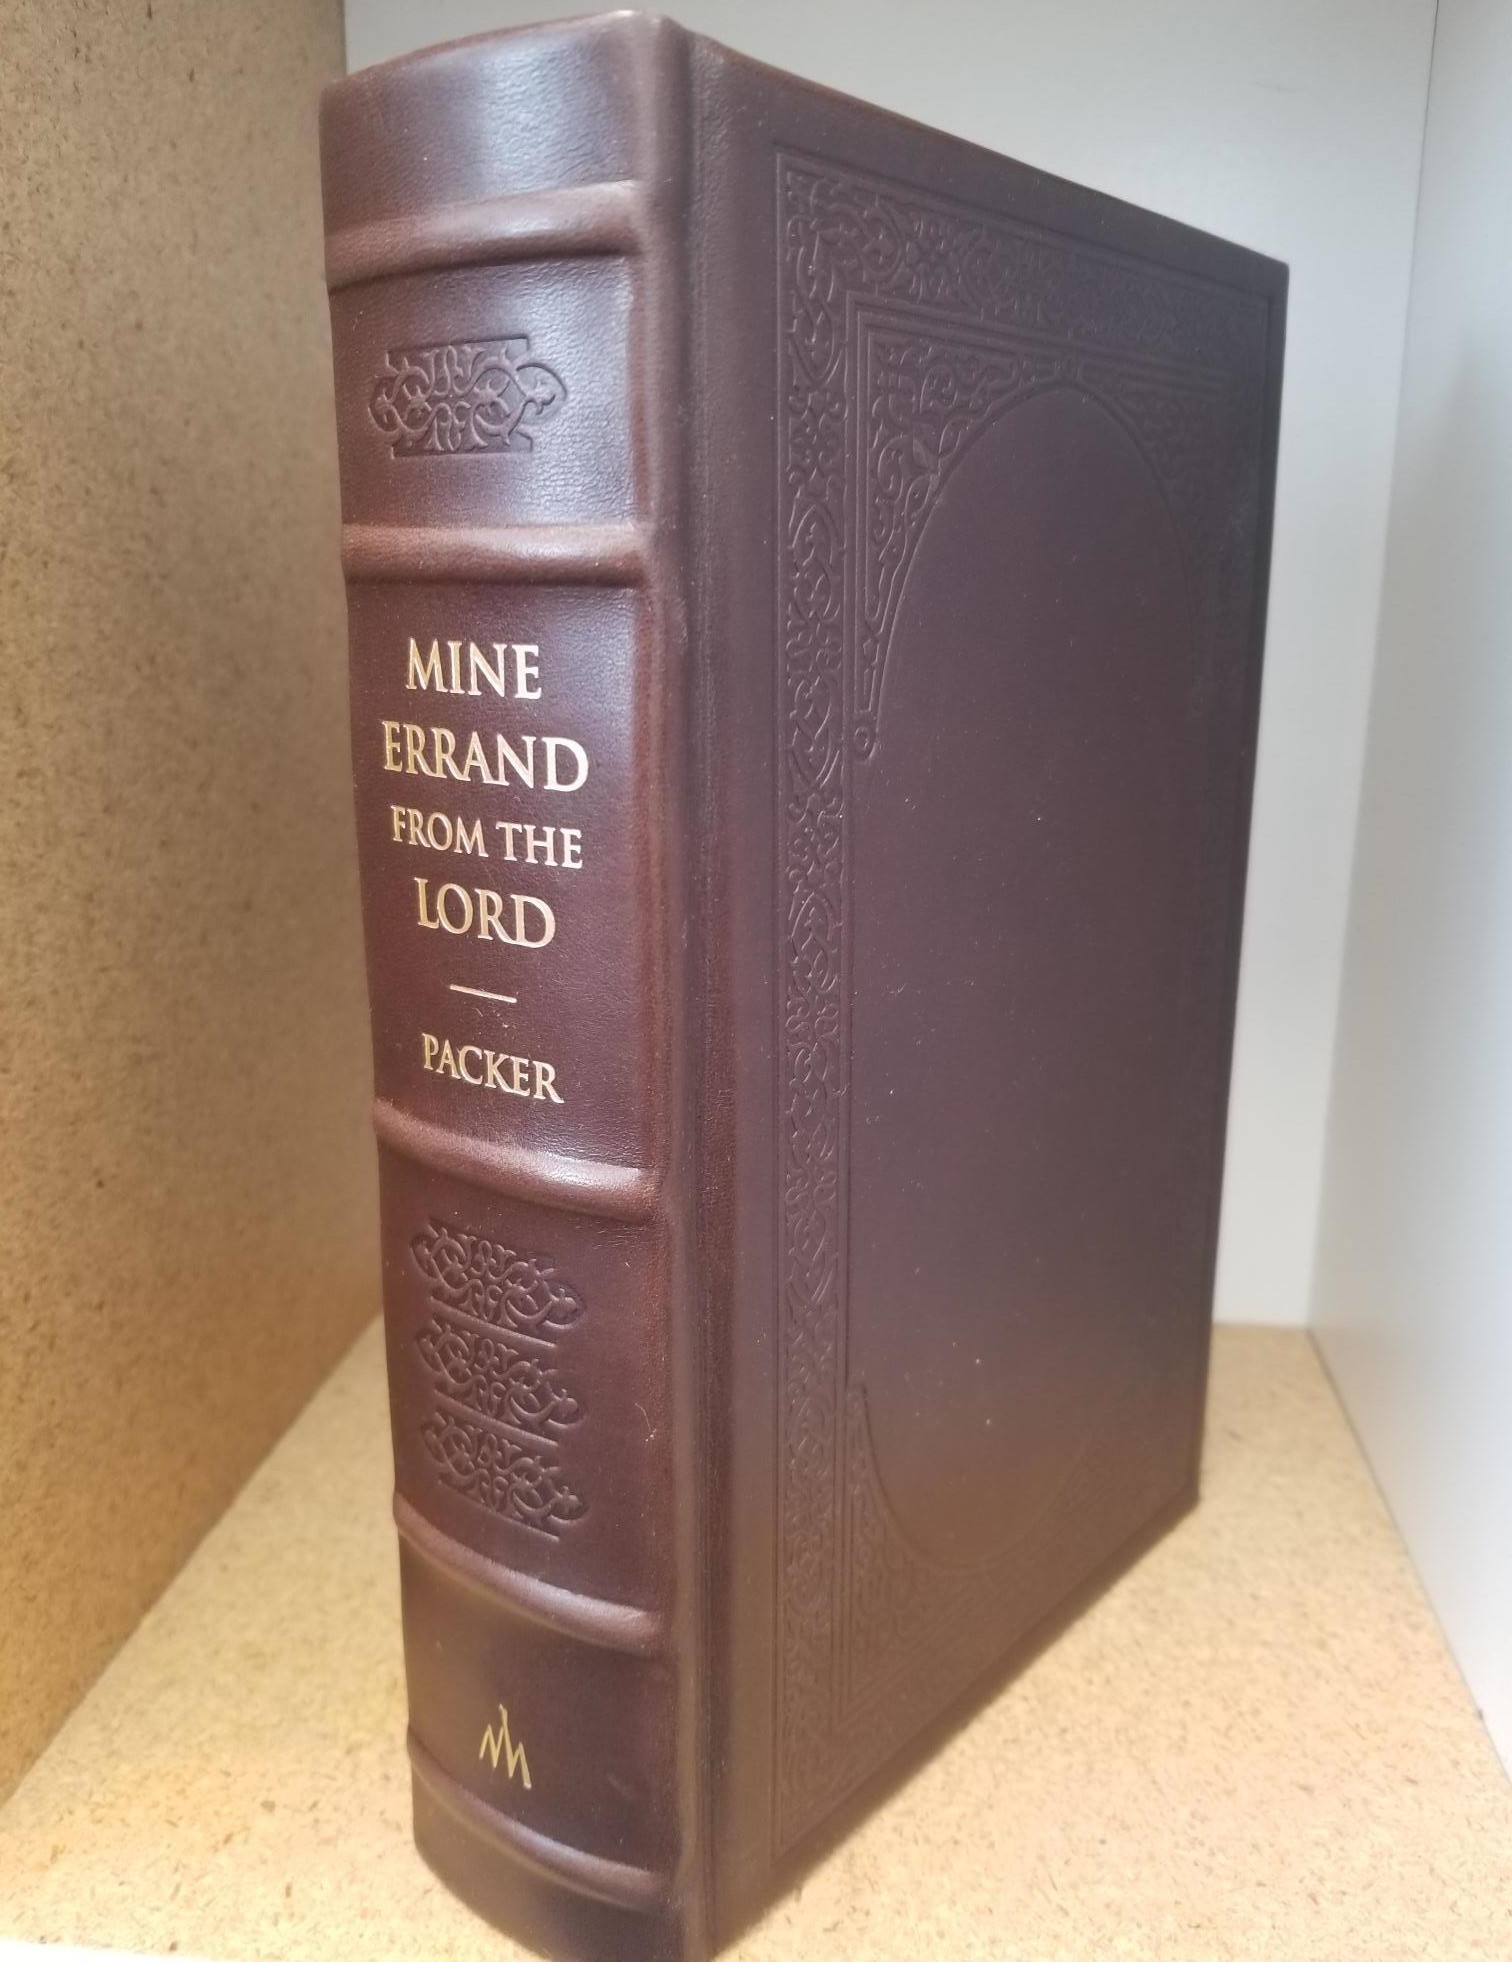 MINE
ERRAND
FROM THE
LORD
PACKER